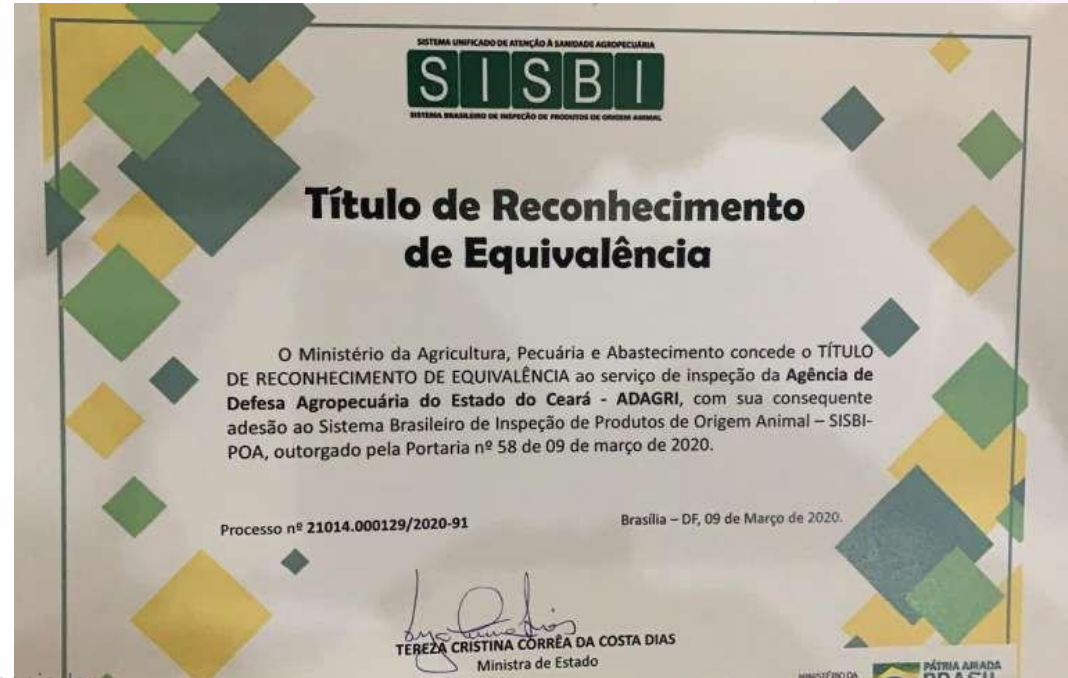 SISTEMA UNIFICADO DE ATENÇÃO À SANIDADE AGROPECUÁRIA
SISBI
SISTEMA BRASILEIRO DE INSPEÇÃO DE PRODUTOS DE ORIGEM ANIMAL
Título de Reconhecimento
de Equivalência
O Ministério da Agricultura, Pecuária e Abastecimento concede o TÍTULO
DE RECONHECIMENTO DE EQUIVALÊNCIA ao serviço de inspeção da Agência de
Defesa Agropecuária do Estado do Ceará - ADAGRI, com sua consequente
adesão ao Sistema Brasileiro de Inspeção de Produtos de Origem Animal – SISBI-
POA, outorgado pela Portaria nº 58 de 09 de março de 2020.
Processo nº 21014.000129/2020-91
Brasília – DF, 09 de Março de 2020.
TEREZA CRISTINA CORRÊA DA COSTA DIAS
Ministra de Estado
MINISTÉRIO DA
PÁTRIA AMADA
BRASIL